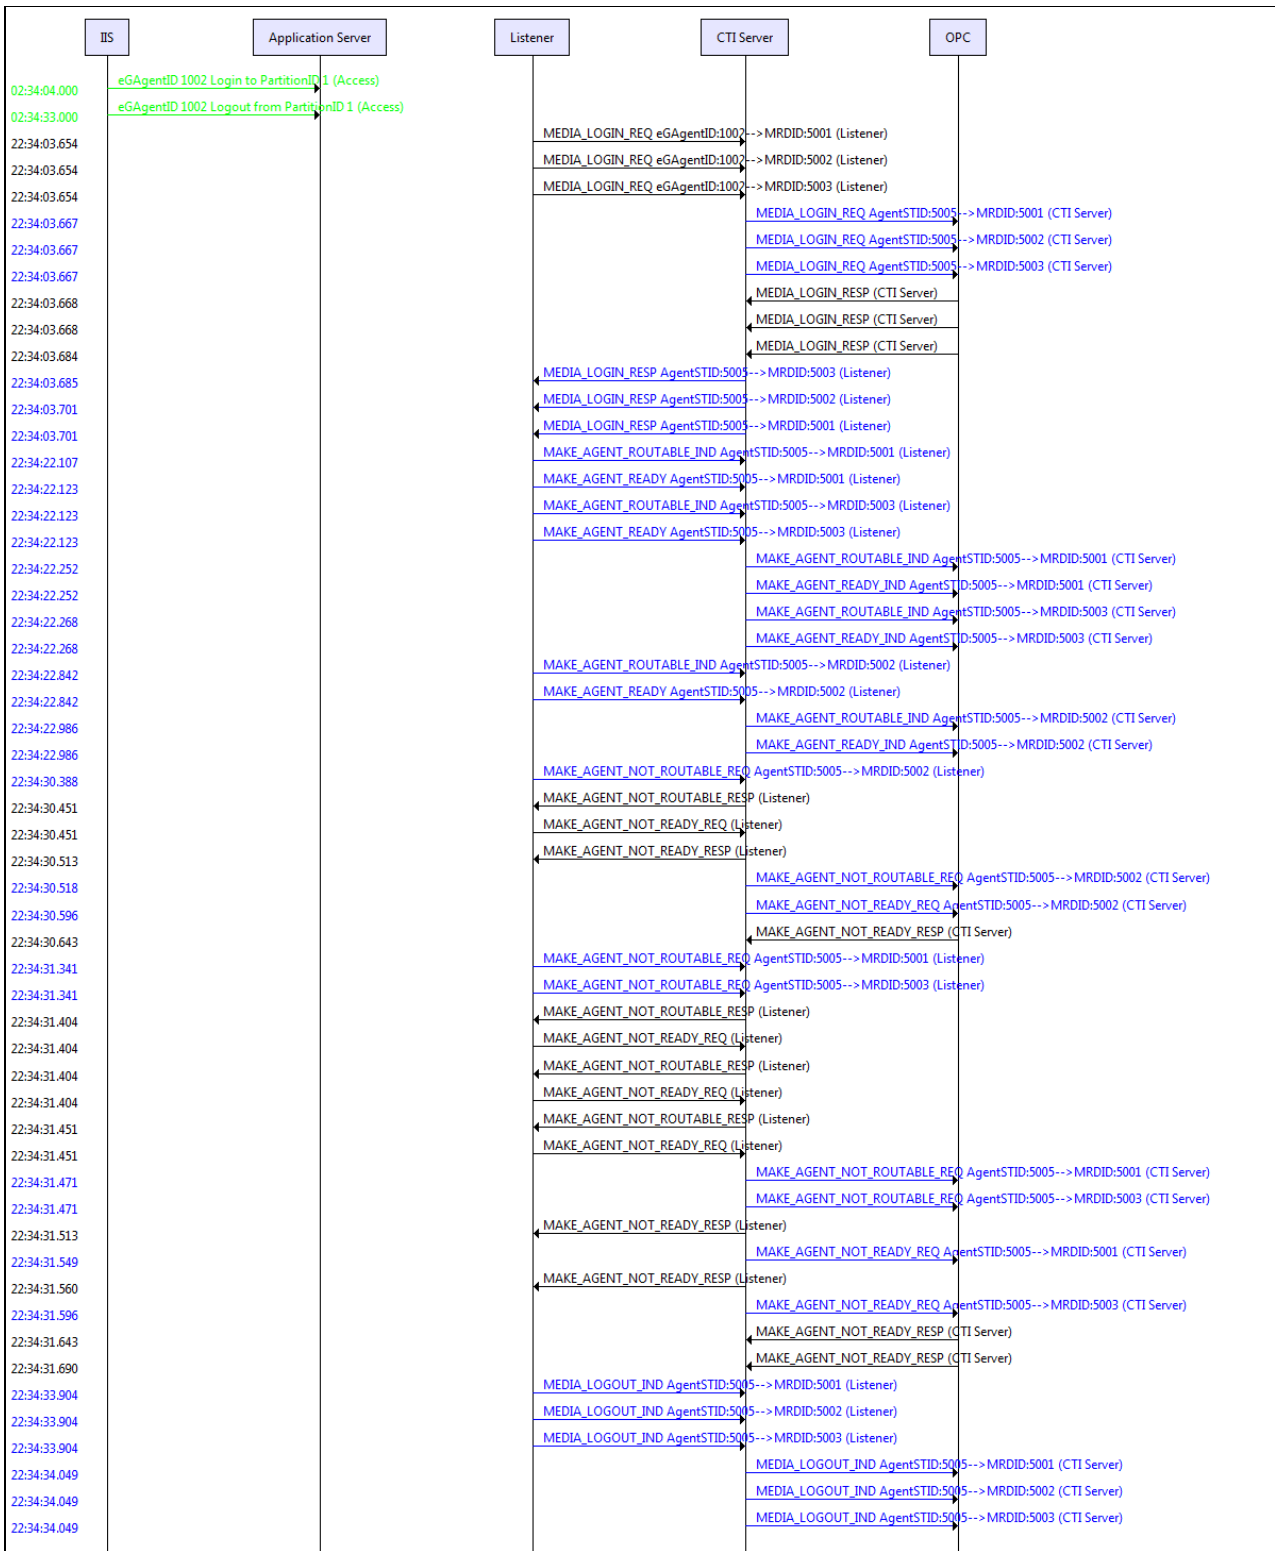 IIS Application Server Listener CTI Server OPC
02:34:04.000 eGAgentID 1002 Login to PartitionID 1 (Access)
02:34:33.000 eGAgentID 1002 Logout from PartitionID 1 (Access)
22:34:03.654 MEDIA_LOGIN_REQ eGAgentID:1002-->MRDID:5001 (Listener)
22:34:03.654 MEDIA_LOGIN_REQ eGAgentID:1002-->MRDID:5002 (Listener)
22:34:03.654 MEDIA_LOGIN_REQ eGAgentID:1002-->MRDID:5003 (Listener)
22:34:03.667 MEDIA_LOGIN_REQ AgentSTID:5005-->MRDID:5001 (CTI Server)
22:34:03.667 MEDIA_LOGIN_REQ AgentSTID:5005-->MRDID:5002 (CTI Server)
22:34:03.667 MEDIA_LOGIN_REQ AgentSTID:5005-->MRDID:5003 (CTI Server)
22:34:03.668 MEDIA_LOGIN_RESP (CTI Server)
22:34:03.668 MEDIA_LOGIN_RESP (CTI Server)
22:34:03.684 MEDIA_LOGIN_RESP (CTI Server)
22:34:03.685 MEDIA_LOGIN_RESP AgentSTID:5005-->MRDID:5003 (Listener)
22:34:03.701 MEDIA_LOGIN_RESP AgentSTID:5005-->MRDID:5002 (Listener)
22:34:03.701 MEDIA_LOGIN_RESP AgentSTID:5005-->MRDID:5001 (Listener)
22:34:22.107 MAKE_AGENT_ROUTABLE_IND AgentSTID:5005-->MRDID:5001 (Listener)
22:34:22.123 MAKE_AGENT_READY AgentSTID:5005-->MRDID:5001 (Listener)
22:34:22.123 MAKE_AGENT_ROUTABLE_IND AgentSTID:5005-->MRDID:5003 (Listener)
22:34:22.123 MAKE_AGENT_READY AgentSTID:5005-->MRDID:5003 (Listener)
22:34:22.252 MAKE_AGENT_ROUTABLE_IND AgentSTID:5005-->MRDID:5001 (CTI Server)
22:34:22.252 MAKE_AGENT_READY_IND AgentSTID:5005-->MRDID:5001 (CTI Server)
22:34:22.268 MAKE_AGENT_ROUTABLE_IND AgentSTID:5005-->MRDID:5003 (CTI Server)
22:34:22.268 MAKE_AGENT_READY_IND AgentSTID:5005-->MRDID:5003 (CTI Server)
22:34:22.842 MAKE_AGENT_ROUTABLE_IND AgentSTID:5005-->MRDID:5002 (Listener)
22:34:22.842 MAKE_AGENT_READY AgentSTID:5005-->MRDID:5002 (Listener)
22:34:22.986 MAKE_AGENT_ROUTABLE_IND AgentSTID:5005-->MRDID:5002 (CTI Server)
22:34:22.986 MAKE_AGENT_READY_IND AgentSTID:5005-->MRDID:5002 (CTI Server)
22:34:30.388 MAKE_AGENT_NOT_ROUTABLE_REQ AgentSTID:5005-->MRDID:5002 (Listener)
22:34:30.451 MAKE_AGENT_NOT_ROUTABLE_RESP (Listener)
22:34:30.451 MAKE_AGENT_NOT_READY_REQ (Listener)
22:34:30.513 MAKE_AGENT_NOT_READY_RESP (Listener)
22:34:30.518 MAKE_AGENT_NOT_ROUTABLE_REQ AgentSTID:5005-->MRDID:5002 (CTI Server)
22:34:30.596 MAKE_AGENT_NOT_READY_REQ AgentSTID:5005-->MRDID:5002 (CTI Server)
22:34:30.643 MAKE_AGENT_NOT_READY_RESP (CTI Server)
22:34:31.341 MAKE_AGENT_NOT_ROUTABLE_REQ AgentSTID:5005-->MRDID:5001 (Listener)
22:34:31.341 MAKE_AGENT_NOT_ROUTABLE_REQ AgentSTID:5005-->MRDID:5003 (Listener)
22:34:31.404 MAKE_AGENT_NOT_ROUTABLE_RESP (Listener)
22:34:31.404 MAKE_AGENT_NOT_READY_REQ (Listener)
22:34:31.404 MAKE_AGENT_NOT_ROUTABLE_RESP (Listener)
22:34:31.404 MAKE_AGENT_NOT_READY_REQ (Listener)
22:34:31.451 MAKE_AGENT_NOT_ROUTABLE_RESP (Listener)
22:34:31.451 MAKE_AGENT_NOT_READY_REQ (Listener)
22:34:31.471 MAKE_AGENT_NOT_ROUTABLE_REQ AgentSTID:5005-->MRDID:5001 (CTI Server)
22:34:31.471 MAKE_AGENT_NOT_ROUTABLE_REQ AgentSTID:5005-->MRDID:5003 (CTI Server)
22:34:31.513 MAKE_AGENT_NOT_READY_RESP (Listener)
22:34:31.549 MAKE_AGENT_NOT_READY_REQ AgentSTID:5005-->MRDID:5001 (CTI Server)
22:34:31.560 MAKE_AGENT_NOT_READY_RESP (Listener)
22:34:31.596 MAKE_AGENT_NOT_READY_REQ AgentSTID:5005-->MRDID:5003 (CTI Server)
22:34:31.643 MAKE_AGENT_NOT_READY_RESP (CTI Server)
22:34:31.690 MAKE_AGENT_NOT_READY_RESP (CTI Server)
22:34:33.904 MEDIA_LOGOUT_IND AgentSTID:5005-->MRDID:5001 (Listener)
22:34:33.904 MEDIA_LOGOUT_IND AgentSTID:5005-->MRDID:5002 (Listener)
22:34:33.904 MEDIA_LOGOUT_IND AgentSTID:5005-->MRDID:5003 (Listener)
22:34:34.049 MEDIA_LOGOUT_IND AgentSTID:5005-->MRDID:5001 (CTI Server)
22:34:34.049 MEDIA_LOGOUT_IND AgentSTID:5005-->MRDID:5002 (CTI Server)
22:34:34.049 MEDIA_LOGOUT_IND AgentSTID:5005-->MRDID:5003 (CTI Server)